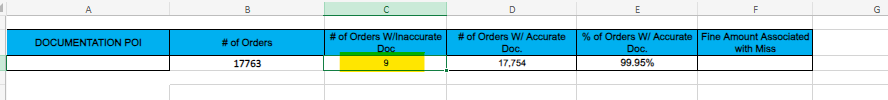 A B C D E F G
DOCUMENTATION POI # of Orders # of Orders W/Inaccurate Doc # of Orders W/ Accurate Doc. % of Orders W/ Accurate Doc. Fine Amount Associated with Miss
17763 9 17,754 99.95%